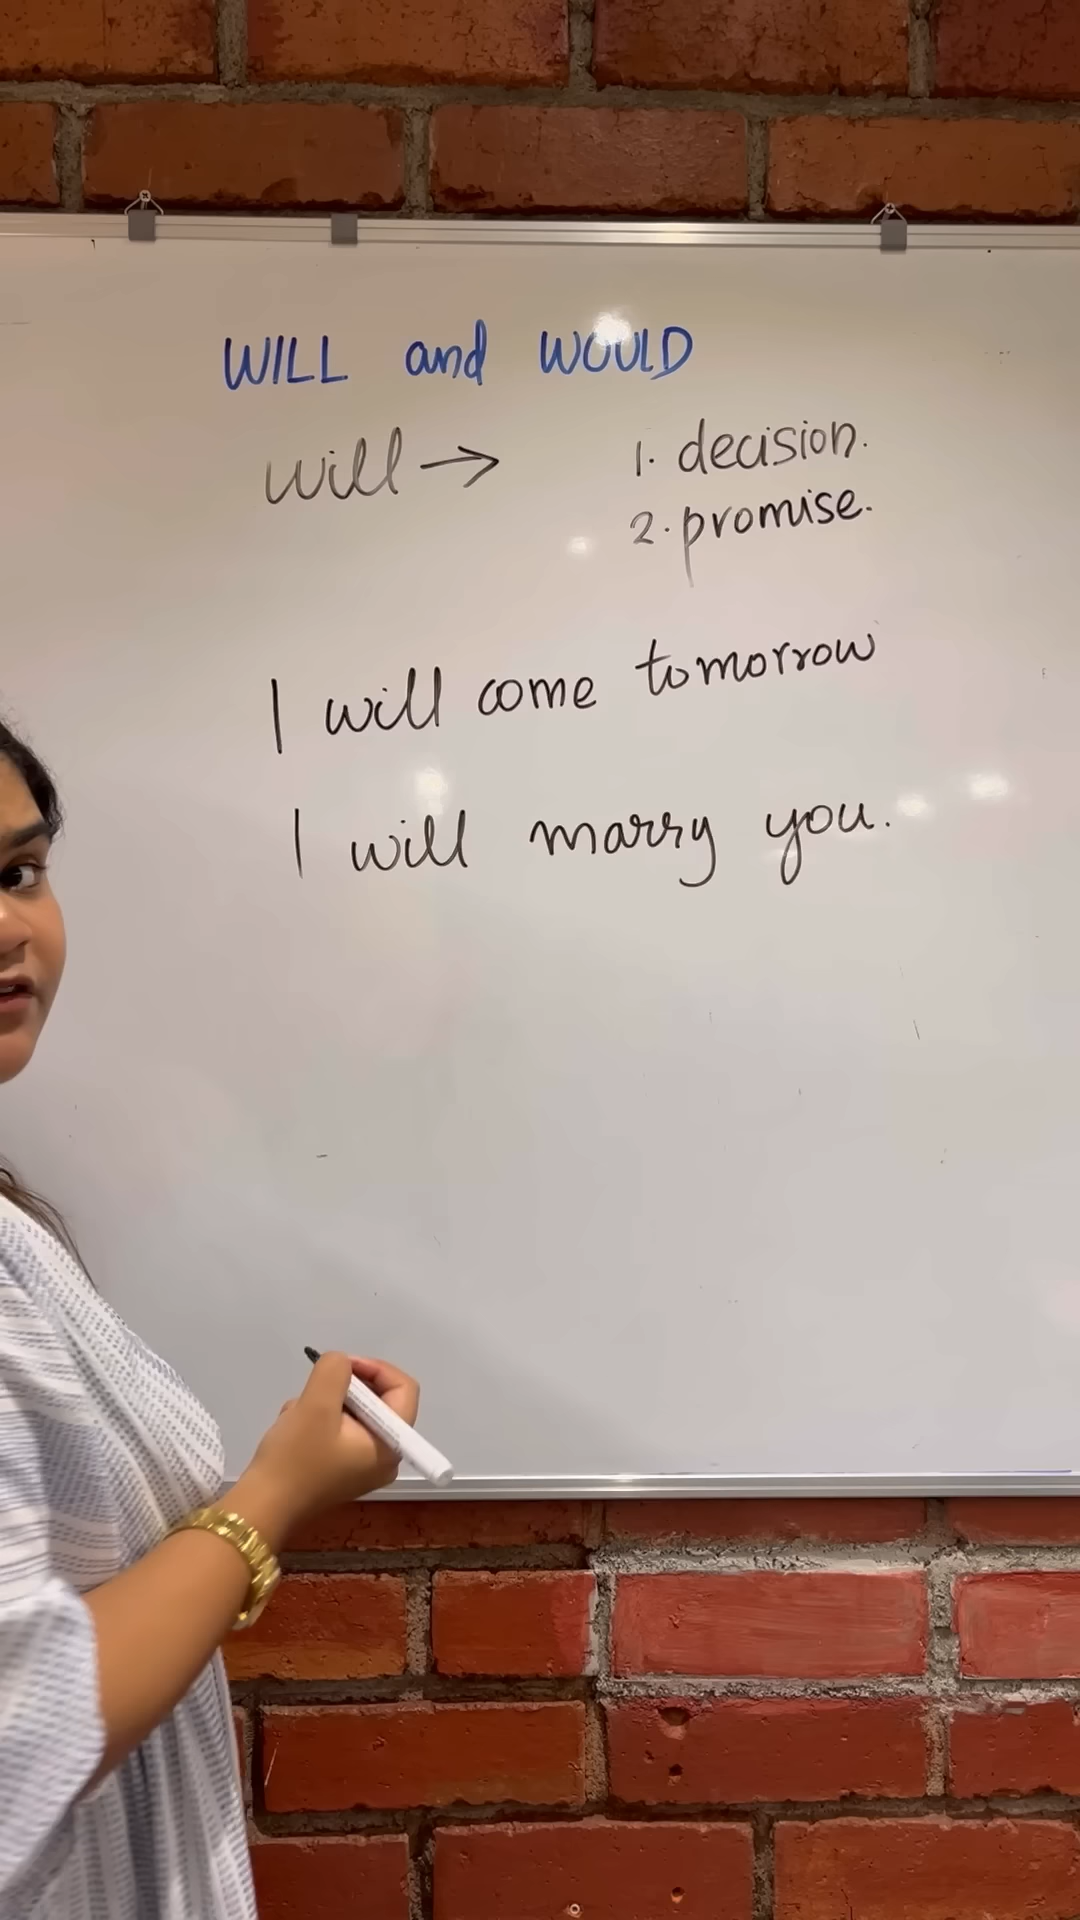 WILL and WOULD
will → 1. decision.
2. promise.
I will come tomorrow
I will marry you.